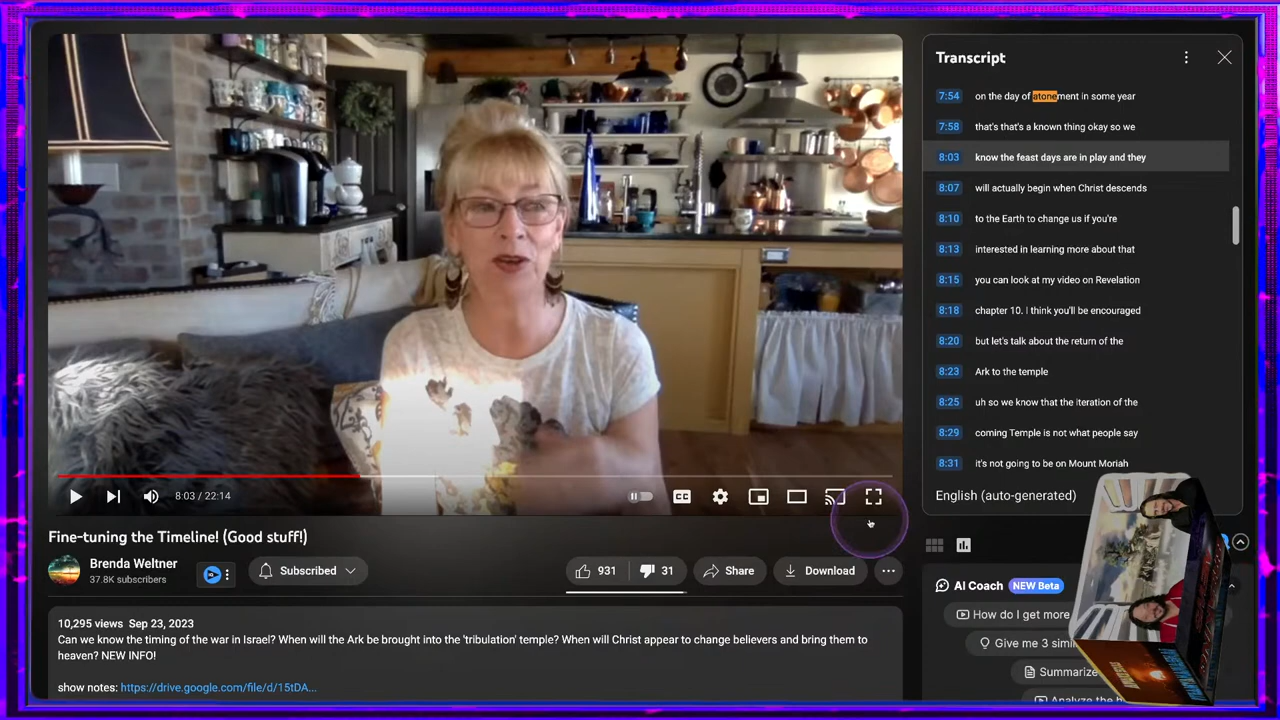 Transcript
7:54 on the day of atonement in some year
7:58 that's that's a known thing okay so we
8:03 know the feast days are in play and they
8:07 will actually begin when Christ descends
8:10 to the Earth to change us if you're
8:13 interested in learning more about that
8:15 you can look at my video on Revelation
8:18 chapter 10. I think you'll be encouraged
8:20 but let's talk about the return of the
8:23 Ark to the temple
8:25 uh so we know that the iteration of the
8:29 coming Temple is not what people say
8:31 it's not going to be on Mount Moriah
English (auto-generated)
8:03 / 22:14
CC
Fine-tuning the Timeline! (Good stuff!)
Brenda Weltner
37.8K subscribers
Subscribed
931
31
Share
Download
10,295 views Sep 23, 2023
Can we know the timing of the war in Israel? When will the Ark be brought into the 'tribulation' temple? When will Christ appear to change believers and bring them to
heaven? NEW INFO!
show notes: https://drive.google.com/file/d/15tDA...
AI Coach NEW Beta
How do I get more
Give me 3 simi
Summarize
Analyze the